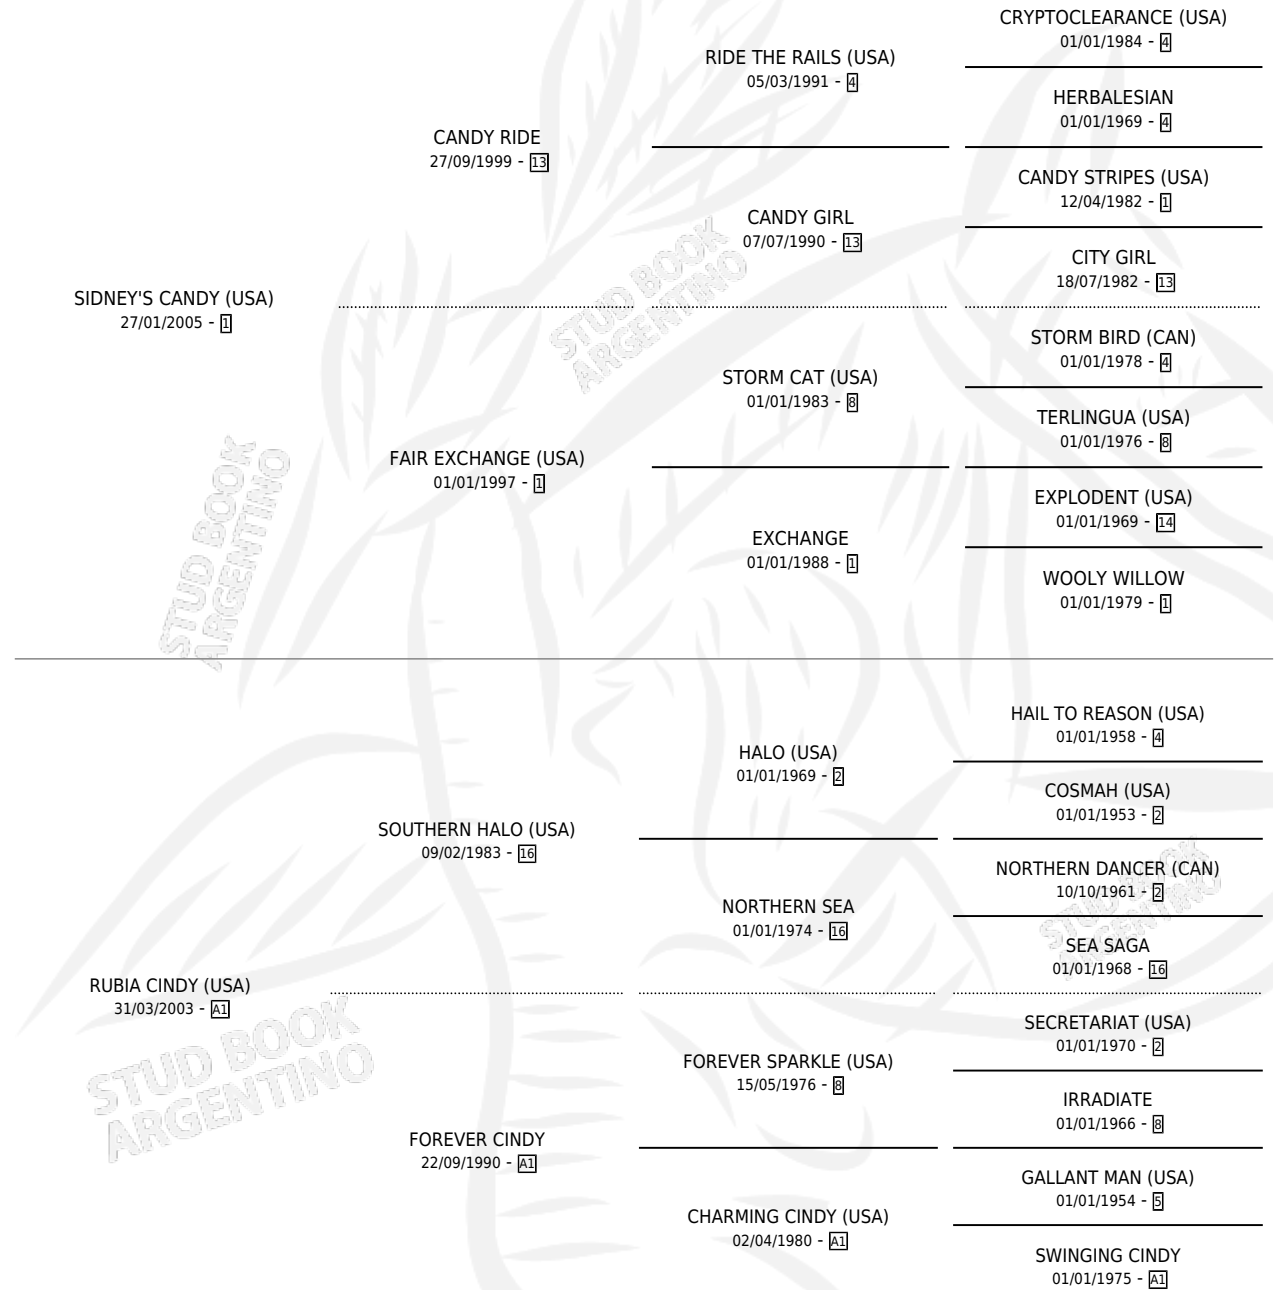 CRYPTOCLEARANCE (USA)
01/01/1984 - 4
RIDE THE RAILS (USA)
05/03/1991 - 4
HERBALESIAN
01/01/1969 - 4
CANDY RIDE
27/09/1999 - 13
CANDY STRIPES (USA)
12/04/1982 - 1
CANDY GIRL
07/07/1990 - 13
CITY GIRL
18/07/1982 - 13
SIDNEY'S CANDY (USA)
27/01/2005 - 1
STUD BOOK
ARGENTINO
STORM BIRD (CAN)
01/01/1978 - 4
STORM CAT (USA)
01/01/1983 - 8
TERLINGUA (USA)
01/01/1976 - 8
FAIR EXCHANGE (USA)
01/01/1997 - 1
EXPLODENT (USA)
01/01/1969 - 14
EXCHANGE
01/01/1988 - 1
WOOLY WILLOW
01/01/1979 - 1
STUD BOOK
ARGENTINO
HAIL TO REASON (USA)
01/01/1958 - 4
HALO (USA)
01/01/1969 - 2
COSMAH (USA)
01/01/1953 - 2
SOUTHERN HALO (USA)
09/02/1983 - 16
NORTHERN DANCER (CAN)
10/10/1961 - 2
NORTHERN SEA
01/01/1974 - 16
SEA SAGA
01/01/1968 - 16
STUD BOOK
ARGENTINO
RUBIA CINDY (USA)
31/03/2003 - A1
STUD BOOK
ARGENTINO
SECRETARIAT (USA)
01/01/1970 - 2
FOREVER SPARKLE (USA)
15/05/1976 - 8
IRRADIATE
01/01/1966 - 8
FOREVER CINDY
22/09/1990 - A1
GALLANT MAN (USA)
01/01/1954 - 5
CHARMING CINDY (USA)
02/04/1980 - A1
SWINGING CINDY
01/01/1975 - A1